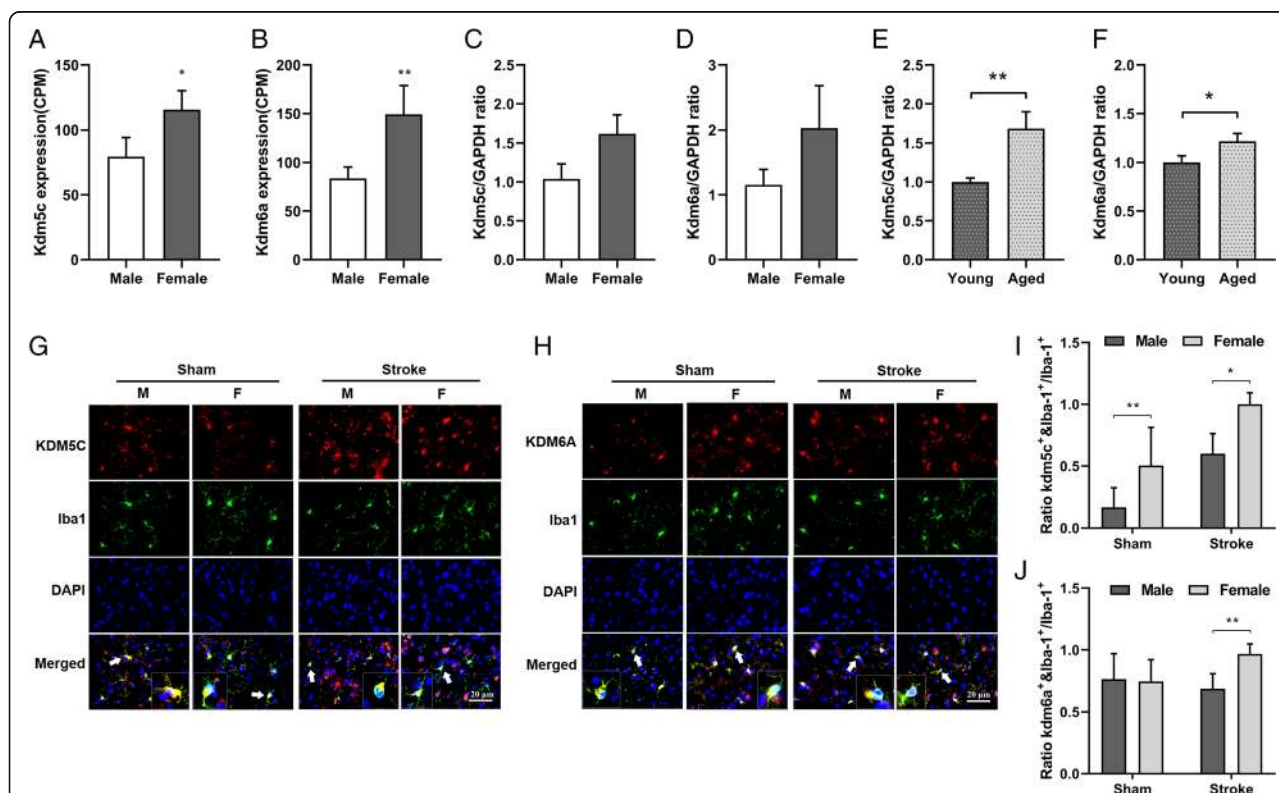 A
Kdm5c expression(CPM)
150
100
50
0
*
Male Female
B
Kdm6a expression(CPM)
200
150
100
50
0
**
Male Female
C
Kdm5c/GAPDH ratio
2.5
2.0
1.5
1.0
0.5
0.0
Male Female
D
Kdm6a/GAPDH ratio
3
2
1
0
Male Female
E
Kdm5c/GAPDH ratio
2.5
2.0
1.5
1.0
0.5
0.0
**
Young Aged
F
Kdm6a/GAPDH ratio
2.0
1.5
1.0
0.5
0.0
*
Young Aged
G
Sham Stroke
M F M F
KDM5C
Iba1
DAPI
Merged
20 μm
H
Sham Stroke
M F M F
KDM6A
Iba1
DAPI
Merged
20 μm
I
Male Female
Ratio kdm5c⁺&Iba-1⁺/Iba-1⁺
1.5
1.0
0.5
0.0
**
*
Sham Stroke
J
Male Female
Ratio kdm6a⁺&Iba-1⁺/Iba-1⁺
1.5
1.0
0.5
0.0
**
Sham Stroke